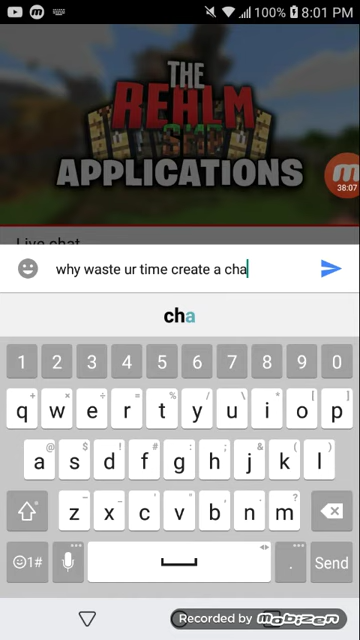 100% 8:01 PM
THE
REALM
SMP
APPLICATIONS
38:07
Live chat
why waste ur time create a cha
cha
1 2 3 4 5 6 7 8 9 0
+ × ÷ = % / \ [ ]
q w e r t y u i o p
@ $ ! # : ; & * ( )
a s d f g h j k l
z x c v b n m
☺1# . Send
Recorded by mobizen